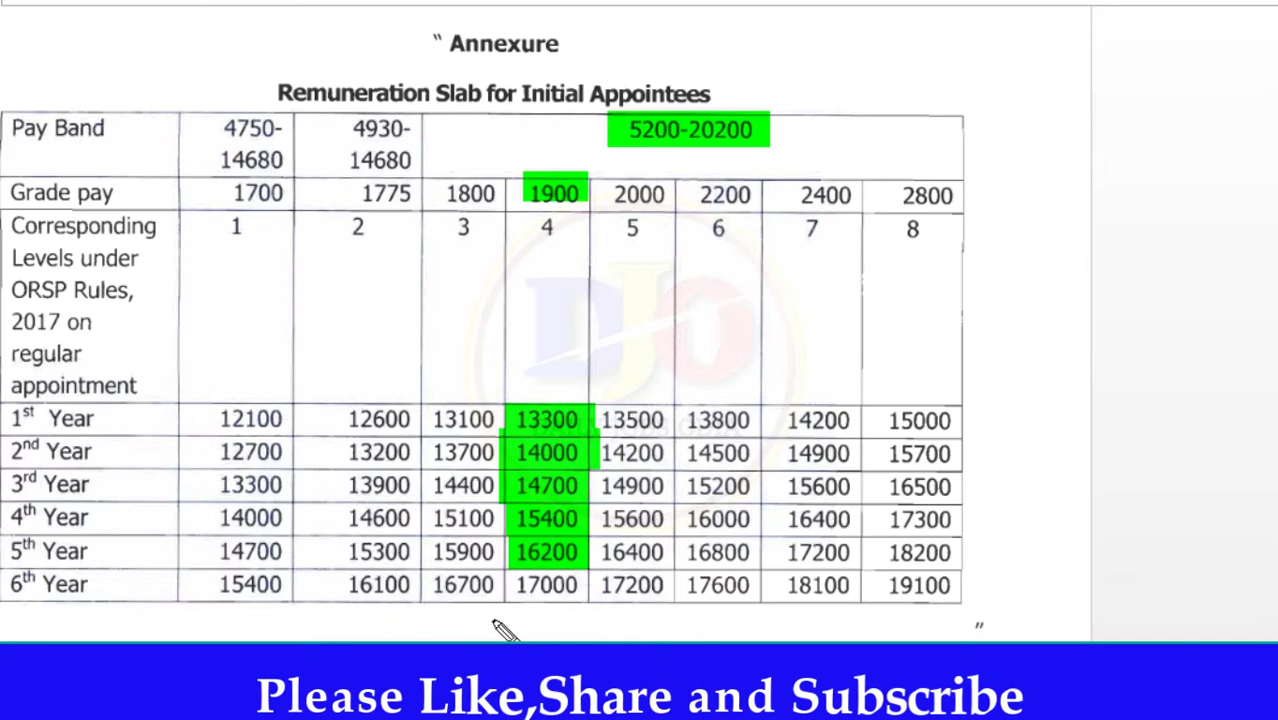 “ Annexure
Remuneration Slab for Initial Appointees
Pay Band 4750-14680 4930-14680 5200-20200
Grade pay 1700 1775 1800 1900 2000 2200 2400 2800
Corresponding Levels under ORSP Rules, 2017 on regular appointment 1 2 3 4 5 6 7 8
1st Year 12100 12600 13100 13300 13500 13800 14200 15000
2nd Year 12700 13200 13700 14000 14200 14500 14900 15700
3rd Year 13300 13900 14400 14700 14900 15200 15600 16500
4th Year 14000 14600 15100 15400 15600 16000 16400 17300
5th Year 14700 15300 15900 16200 16400 16800 17200 18200
6th Year 15400 16100 16700 17000 17200 17600 18100 19100
”
DJO
Please Like,Share and Subscribe